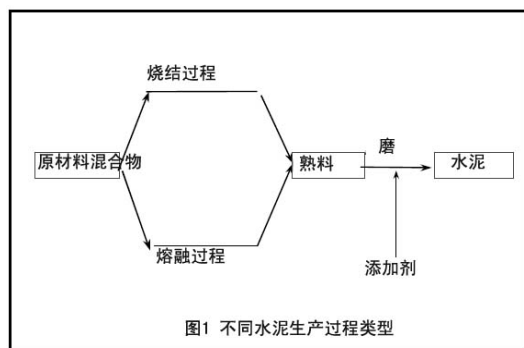 烧结过程
原材料混合物
熟料
磨
水泥
熔融过程
添加剂
图1 不同水泥生产过程类型